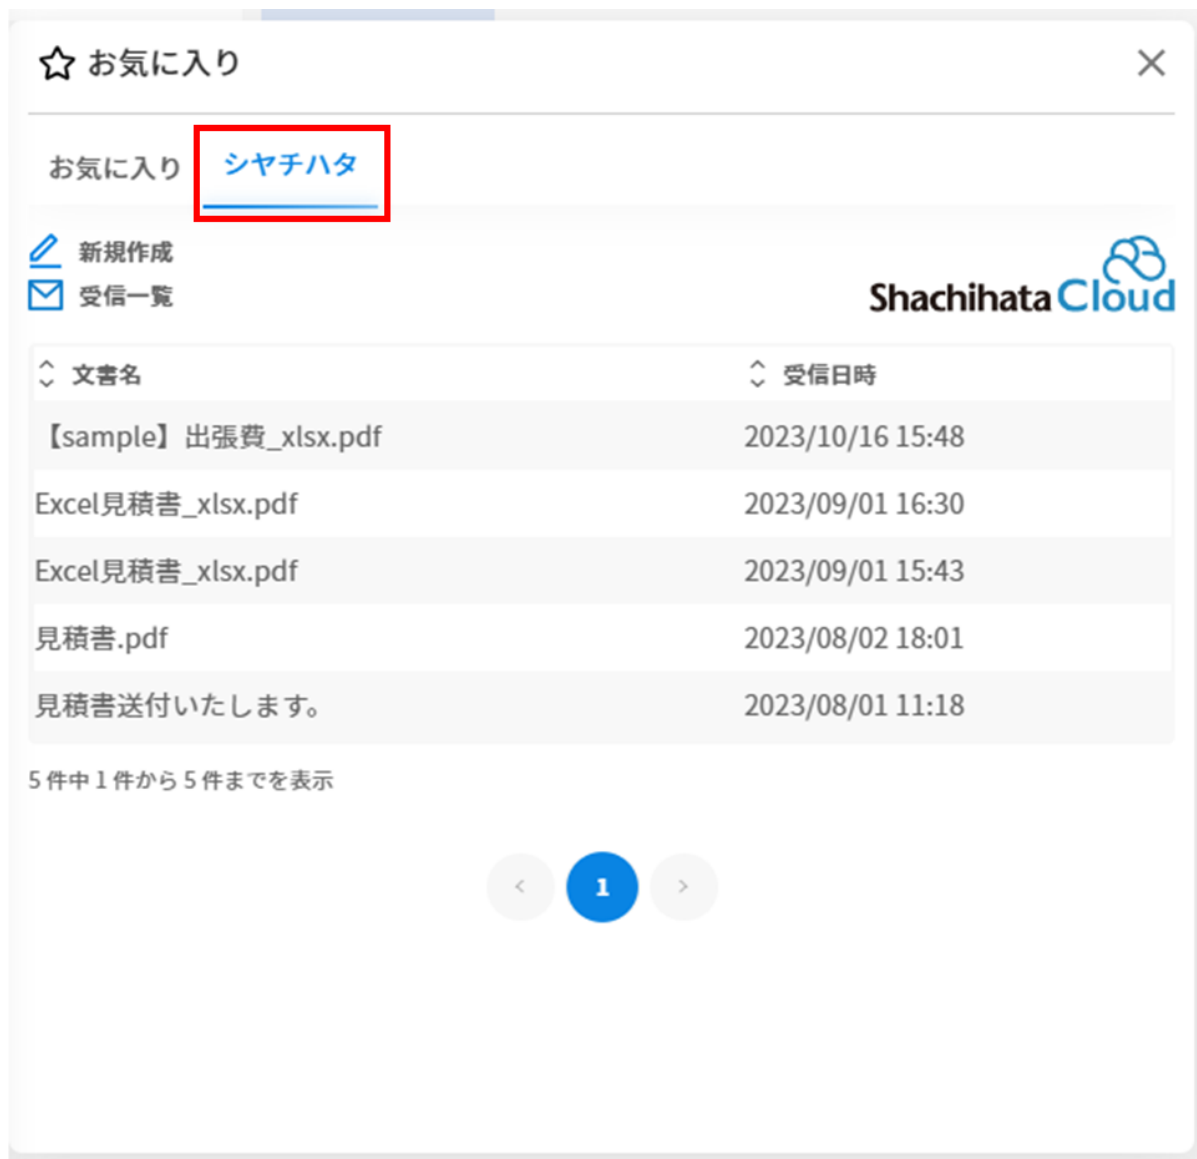 お気に入り
お気に入り シヤチハタ
新規作成
受信一覧
Shachihata Cloud
文書名 受信日時
【sample】出張費_xlsx.pdf 2023/10/16 15:48
Excel見積書_xlsx.pdf 2023/09/01 16:30
Excel見積書_xlsx.pdf 2023/09/01 15:43
見積書.pdf 2023/08/02 18:01
見積書送付いたします。 2023/08/01 11:18
5 件中 1 件から 5 件までを表示
< 1 >